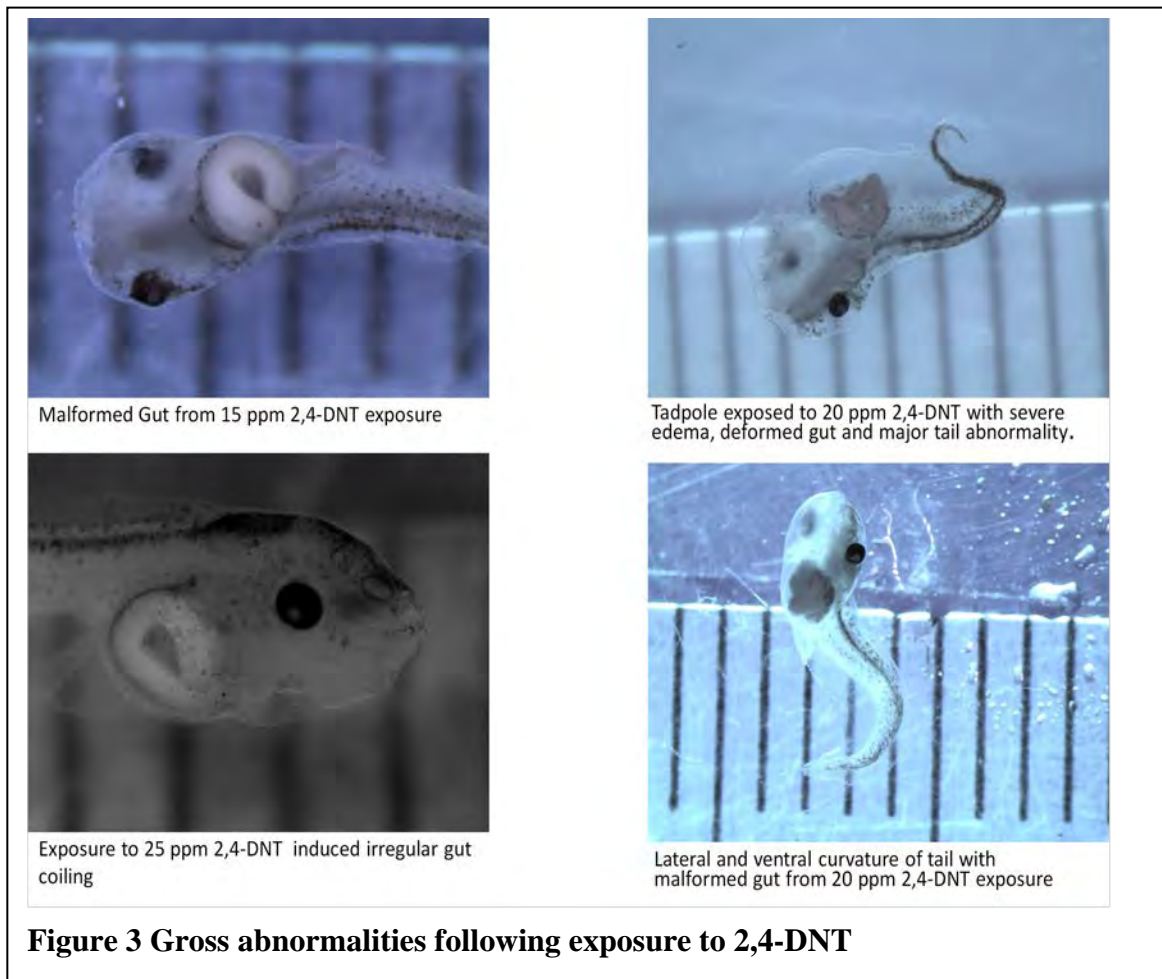 Malformed Gut from 15 ppm 2,4-DNT exposure
Tadpole exposed to 20 ppm 2,4-DNT with severe
edema, deformed gut and major tail abnormality.
Exposure to 25 ppm 2,4-DNT induced irregular gut
coiling
Lateral and ventral curvature of tail with
malformed gut from 20 ppm 2,4-DNT exposure
Figure 3 Gross abnormalities following exposure to 2,4-DNT